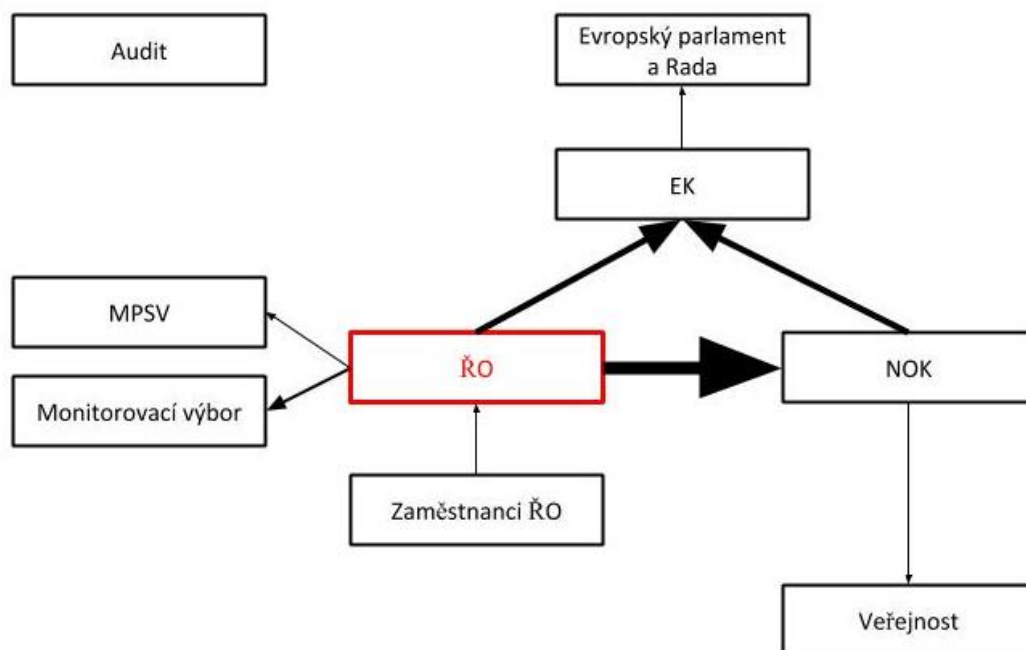 Audit
Evropský parlament
a Rada
EK
MPSV
ŘO
NOK
Monitorovací výbor
Zaměstnanci ŘO
Veřejnost